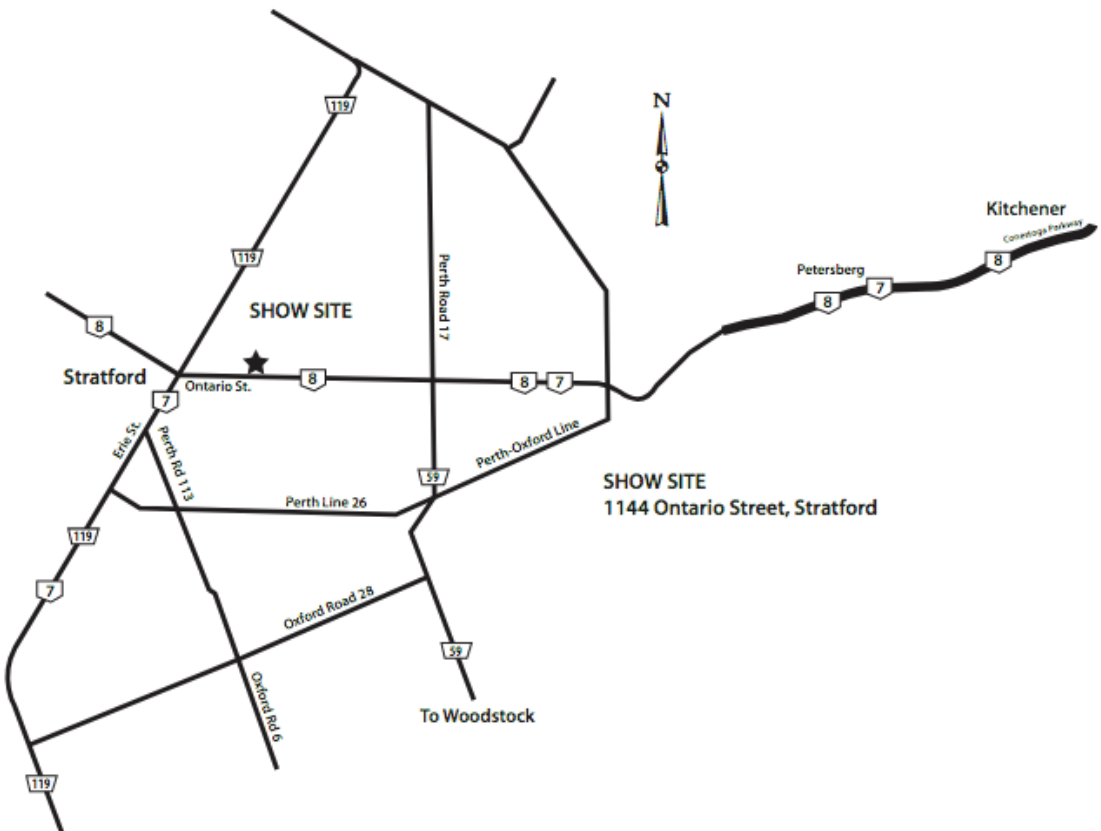 N
119
Kitchener
Conestoga Parkway
119
Perth Road 17
8
Petersberg
7
8
SHOW SITE
8
Stratford
Ontario St.
8
8
7
7
Erie St.
Perth Rd 113
Perth-Oxford Line
59
SHOW SITE
1144 Ontario Street, Stratford
Perth Line 26
119
7
Oxford Road 28
59
Oxford Rd 6
To Woodstock
119